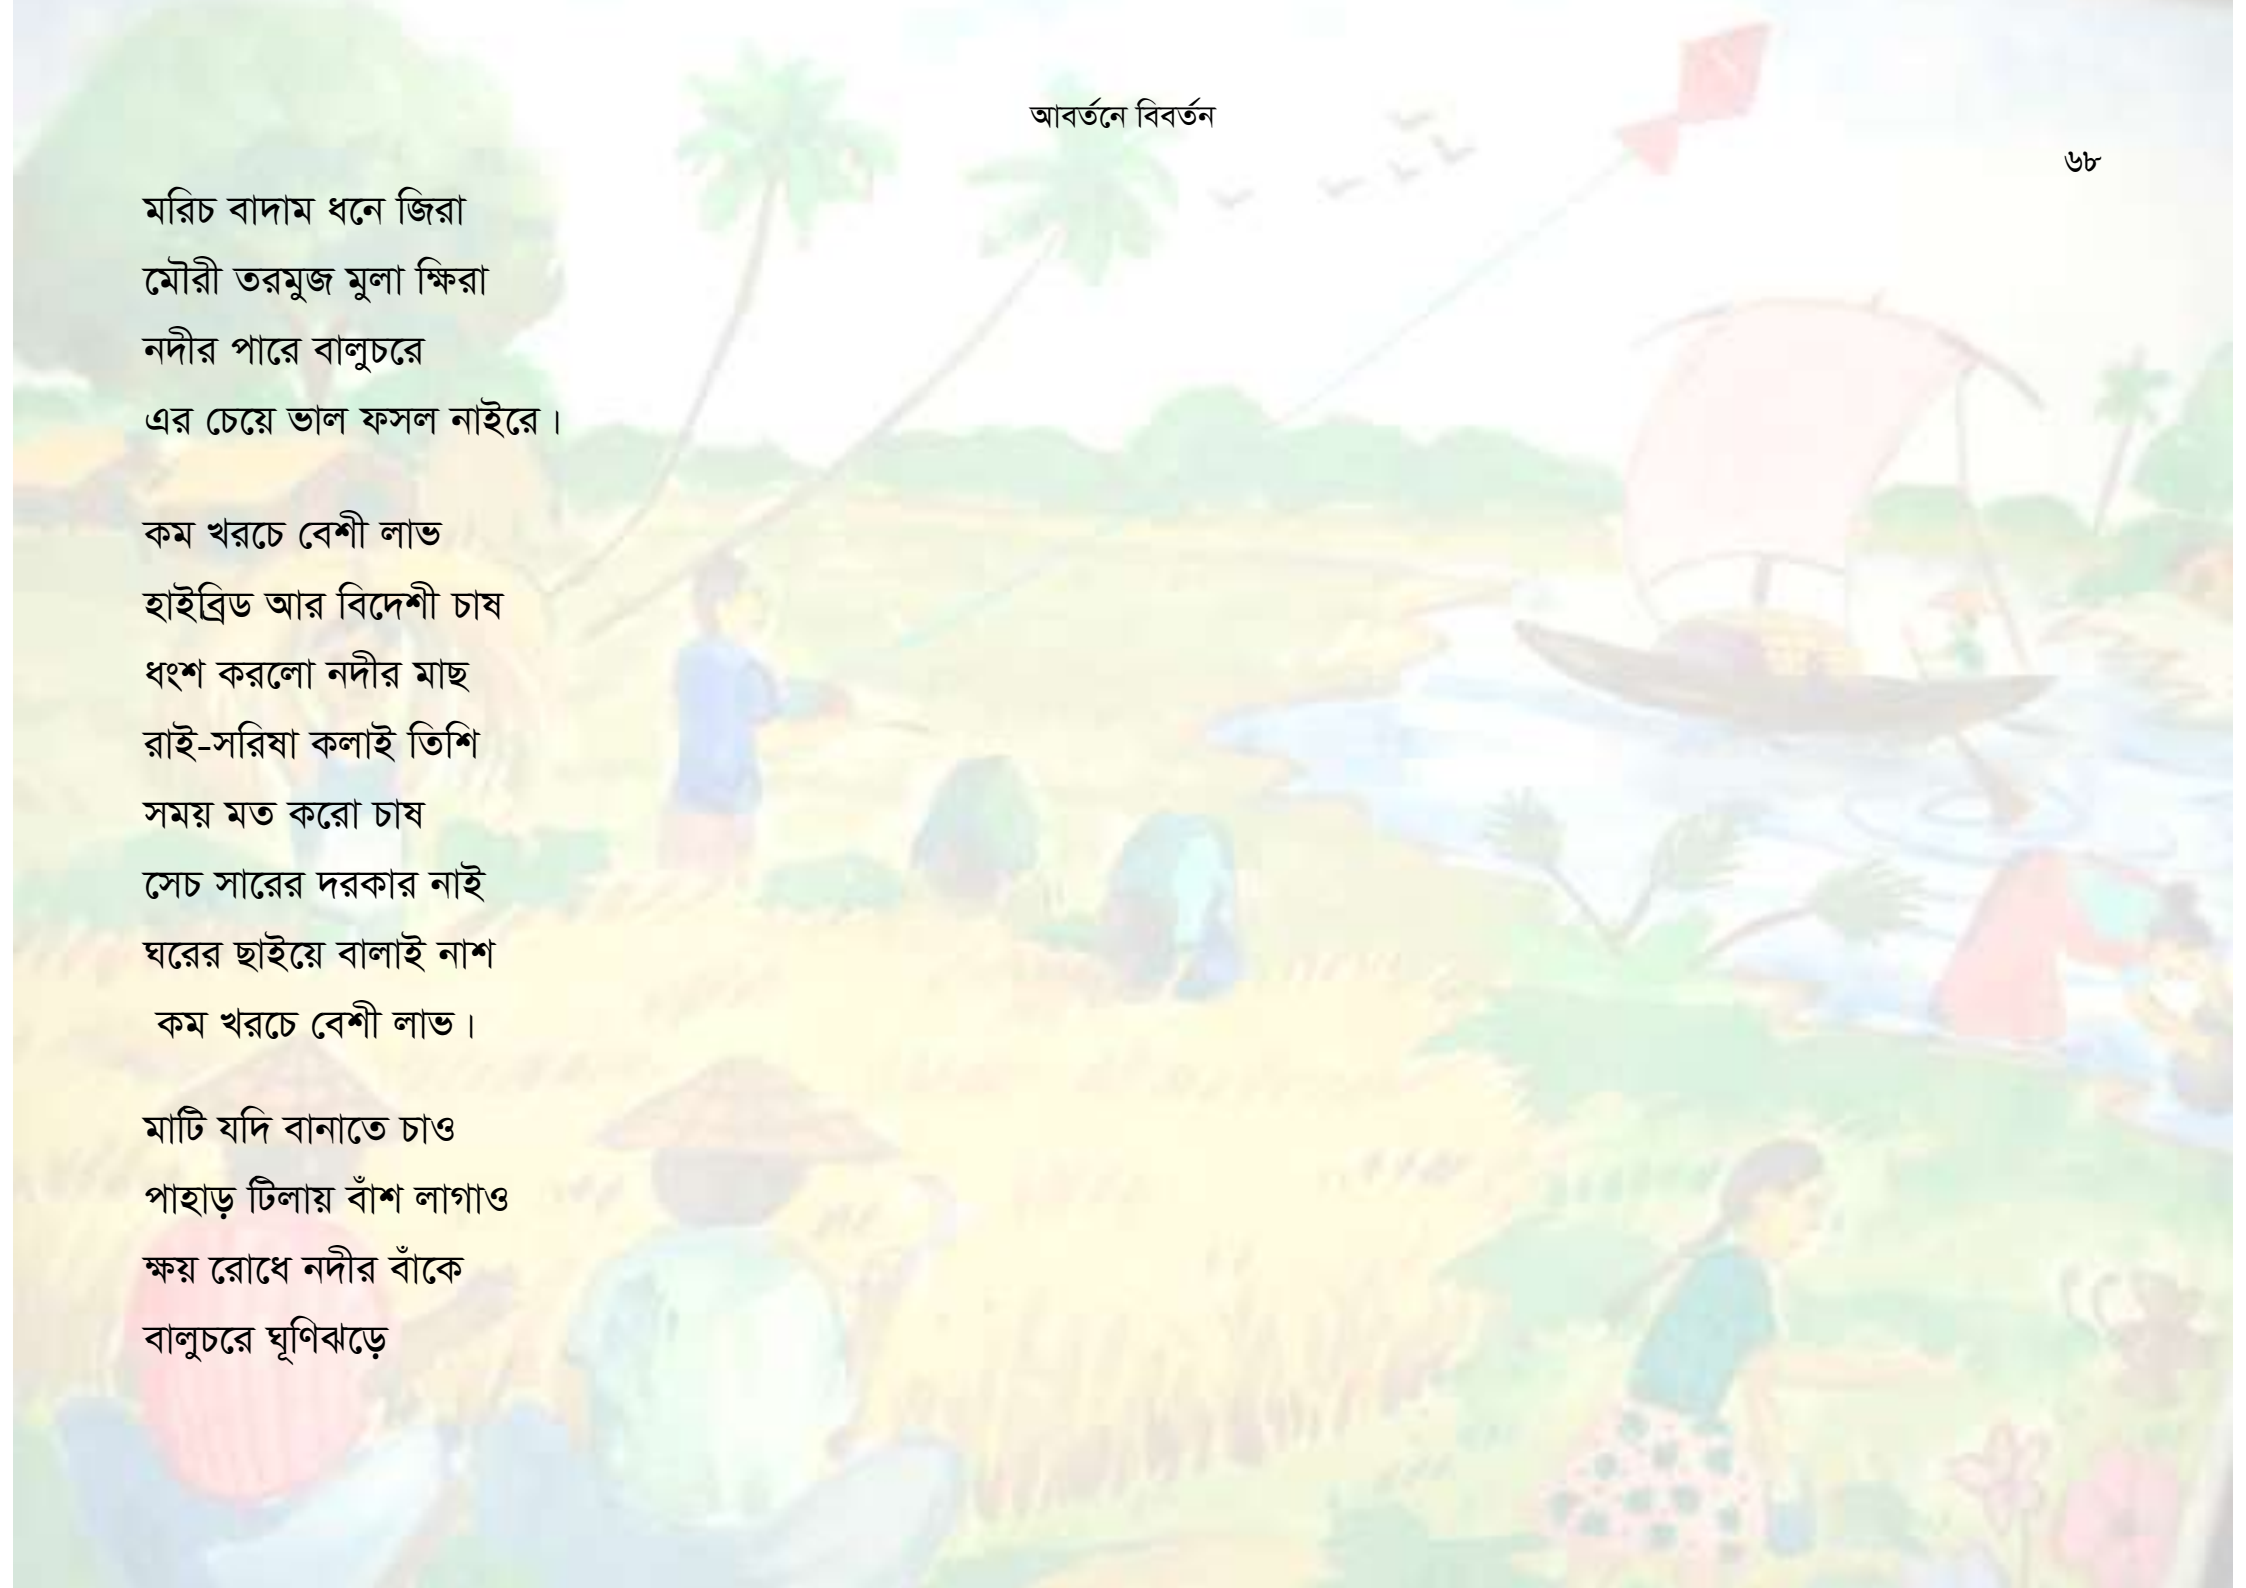 আবর্তনে বিবর্তন
৬৮
মরিচ বাদাম ধনে জিরা
মৌরী তরমুজ মুলা ক্ষিরা
নদীর পারে বালুচরে
এর চেয়ে ভাল ফসল নাইরে।
কম খরচে বেশী লাভ
হাইব্রিড আর বিদেশী চাষ
ধংশ করলো নদীর মাছ
রাই-সরিষা কলাই তিশি
সময় মত করো চাষ
সেচ সারের দরকার নাই
ঘরের ছাইয়ে বালাই নাশ
কম খরচে বেশী লাভ।
মাটি যদি বানাতে চাও
পাহাড় টিলায় বাঁশ লাগাও
ক্ষয় রোধে নদীর বাঁকে
বালুচরে ঘূণিঝড়ে